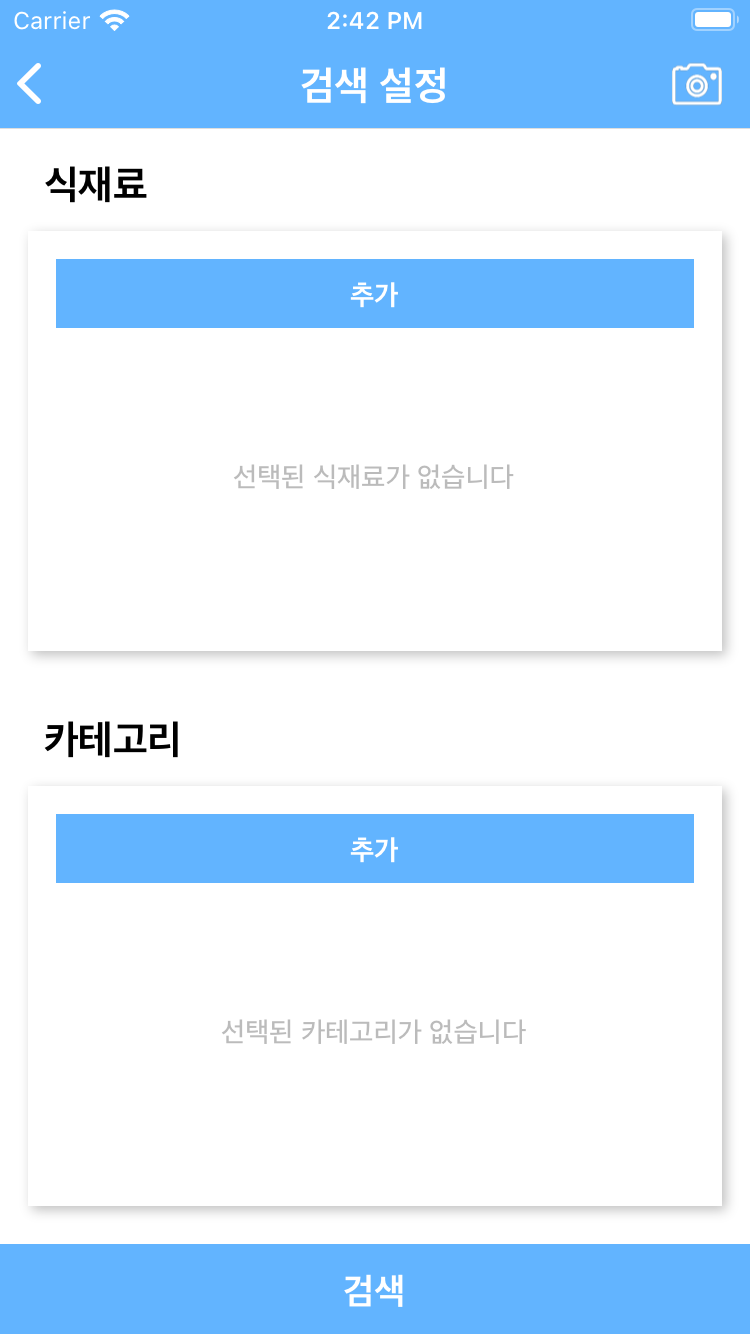 Carrier 2:42 PM
검색 설정
식재료
추가
선택된 식재료가 없습니다
카테고리
추가
선택된 카테고리가 없습니다
검색